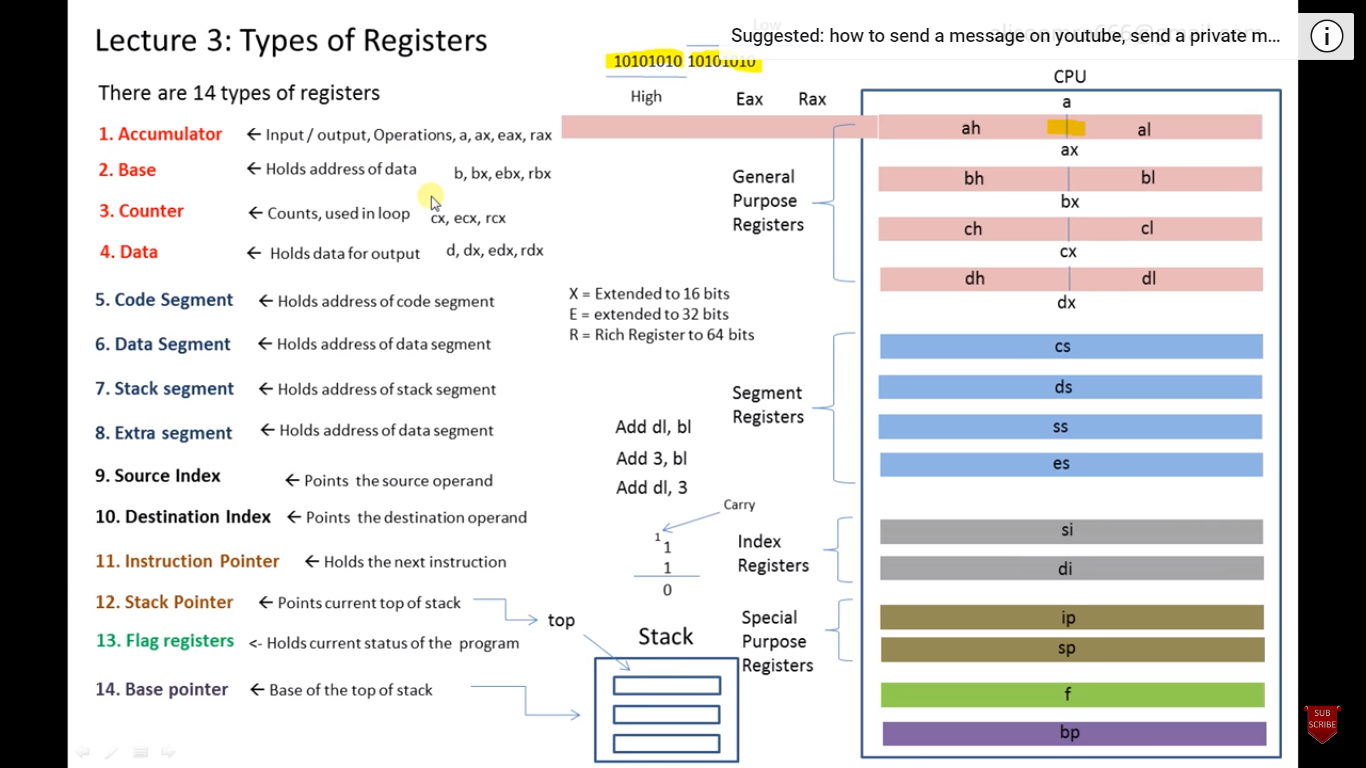 Lecture 3: Types of Registers
Low
Suggested: how to send a message on youtube, send a private m...
10101010 10101010
High
Eax Rax
CPU
There are 14 types of registers
a
1. Accumulator ← Input / output, Operations, a, ax, eax, rax
ah al
ax
2. Base ← Holds address of data b, bx, ebx, rbx
General
Purpose
Registers
bh bl
bx
3. Counter ← Counts, used in loop cx, ecx, rcx
ch cl
cx
4. Data ← Holds data for output d, dx, edx, rdx
dh dl
dx
5. Code Segment ← Holds address of code segment
X = Extended to 16 bits
E = extended to 32 bits
R = Rich Register to 64 bits
6. Data Segment ← Holds address of data segment
cs
7. Stack segment ← Holds address of stack segment
Segment
Registers
ds
8. Extra segment ← Holds address of data segment
Add dl, bl
Add 3, bl
Add dl, 3
ss
es
9. Source Index ← Points the source operand
10. Destination Index ← Points the destination operand
Carry
1
1
1
0
Index
Registers
si
di
11. Instruction Pointer ← Holds the next instruction
12. Stack Pointer ← Points current top of stack
top
Special
Purpose
Registers
ip
sp
13. Flag registers <- Holds current status of the program
Stack
f
14. Base pointer ← Base of the top of stack
bp
SUB
SCRIBE